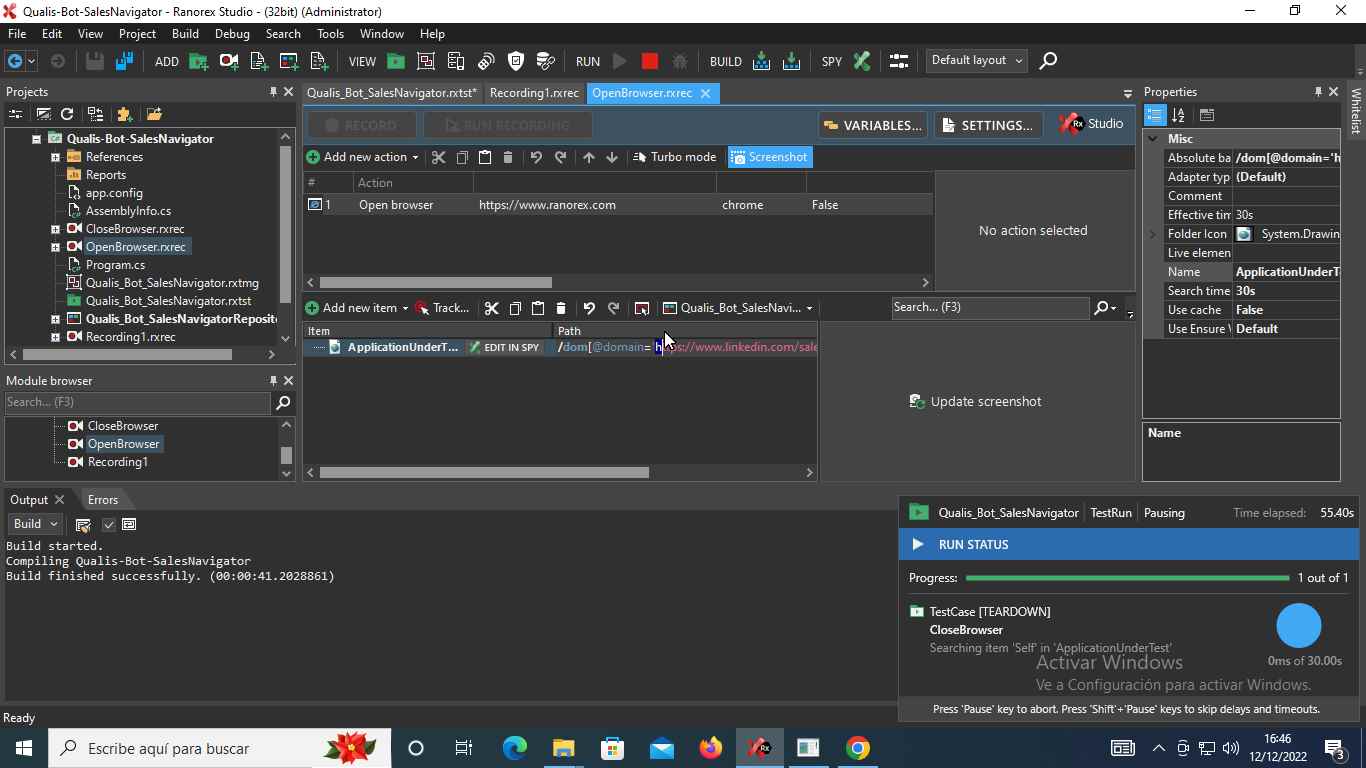 Qualis-Bot-SalesNavigator - Ranorex Studio - (32bit) (Administrator)
File Edit View Project Build Debug Search Tools Window Help
ADD VIEW RUN BUILD SPY Default layout
Projects
Qualis-Bot-SalesNavigator
References
Reports
app.config
AssemblyInfo.cs
CloseBrowser.rxrec
OpenBrowser.rxrec
Program.cs
Qualis_Bot_SalesNavigator.rxtmg
Qualis_Bot_SalesNavigator.rxtst
Qualis_Bot_SalesNavigatorReposit
Recording1.rxrec
Module browser
Search... (F3)
CloseBrowser
OpenBrowser
Recording1
Qualis_Bot_SalesNavigator.rxtst* Recording1.rxrec OpenBrowser.rxrec
RECORD RUN RECORDING VARIABLES... SETTINGS... Rx Studio
Add new action Turbo mode Screenshot
# Action
1 Open browser https://www.ranorex.com chrome False
No action selected
Add new item Track... Qualis_Bot_SalesNavi... Search... (F3)
Item Path
ApplicationUnderT... EDIT IN SPY /dom[@domain='https://www.linkedin.com/sale
Update screenshot
Properties
Misc
Absolute ba /dom[@domain='h
Adapter typ (Default)
Comment
Effective tim 30s
Folder Icon System.Drawin
Live elemen
Name ApplicationUnderT
Search time 30s
Use cache False
Use Ensure Default
Name
Whitelist
Output Errors
Build
Build started.
Compiling Qualis-Bot-SalesNavigator
Build finished successfully. (00:00:41.2028861)
Qualis_Bot_SalesNavigator TestRun Pausing Time elapsed: 55.40s
RUN STATUS
Progress: 1 out of 1
TestCase [TEARDOWN]
CloseBrowser
Searching item 'Self' in 'ApplicationUnderTest'
0ms of 30.00s
Activar Windows
Ve a Configuración para activar Windows.
Press 'Pause' key to abort. Press 'Shift'+'Pause' keys to skip delays and timeouts.
Ready
Escribe aquí para buscar
Rx
16:46
12/12/2022
3